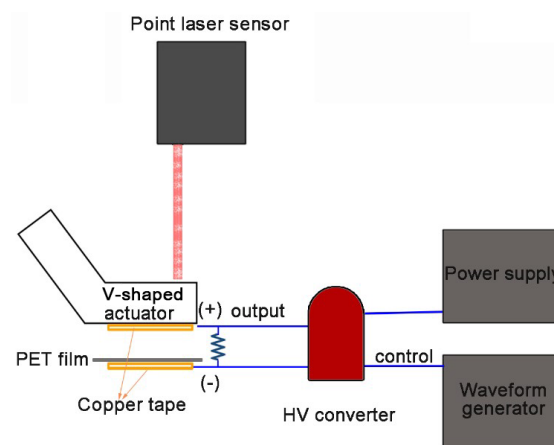 Point laser sensor
V-shaped
actuator
(+)
output
Power supply
PET film
(-)
control
Copper tape
HV converter
Waveform
generator